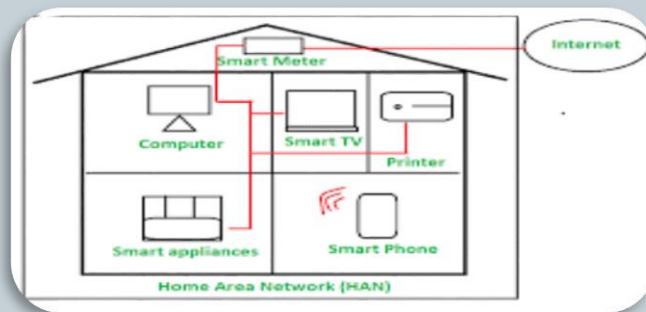 Internet
Smart Meter
Computer
Smart TV
Printer
Smart appliances
Smart Phone
Home Area Network (HAN)